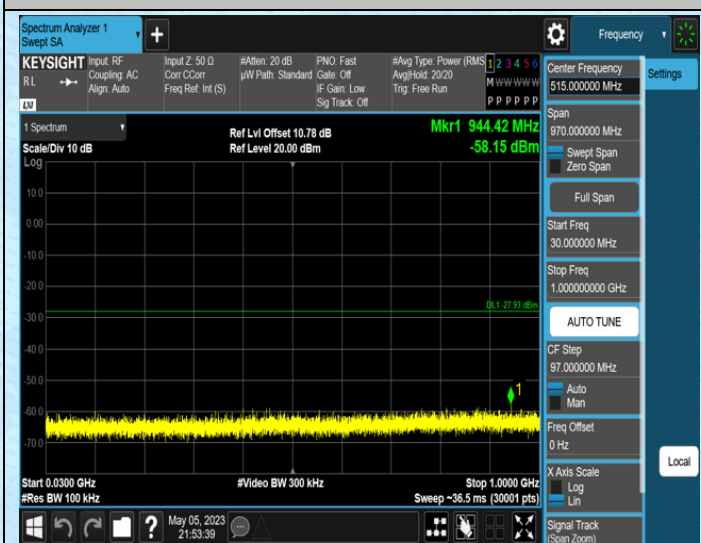 Spectrum Analyzer 1
Swept SA
+
Frequency
KEYSIGHT
RL
Input: RF
Coupling: AC
Align: Auto
Input Z: 50 Ω
Corr CCorr
Freq Ref: Int (S)
#Atten: 20 dB
µW Path: Standard
PNO: Fast
Gate: Off
IF Gain: Low
Sig Track: Off
#Avg Type: Power (RMS
Avg|Hold: 20/20
Trig: Free Run
1 2 3 4 5 6
M W W W W W
P P P P P P
LW
1 Spectrum
Scale/Div 10 dB
Log
Ref Lvl Offset 10.78 dB
Ref Level 20.00 dBm
Mkr1 944.42 MHz
-58.15 dBm
10.0
0.00
-10.0
-20.0
-30.0
-40.0
-50.0
-60.0
-70.0
DL1 -27.93 dBm
1
Start 0.0300 GHz
#Res BW 100 kHz
#Video BW 300 kHz
Stop 1.0000 GHz
Sweep ~36.5 ms (30001 pts)
?
May 05, 2023
21:53:39
Center Frequency
515.000000 MHz
Span
970.000000 MHz
Swept Span
Zero Span
Full Span
Start Freq
30.000000 MHz
Stop Freq
1.000000000 GHz
AUTO TUNE
CF Step
97.000000 MHz
Auto
Man
Freq Offset
0 Hz
X Axis Scale
Log
Lin
Signal Track
(Span Zoom)
Settings
Local